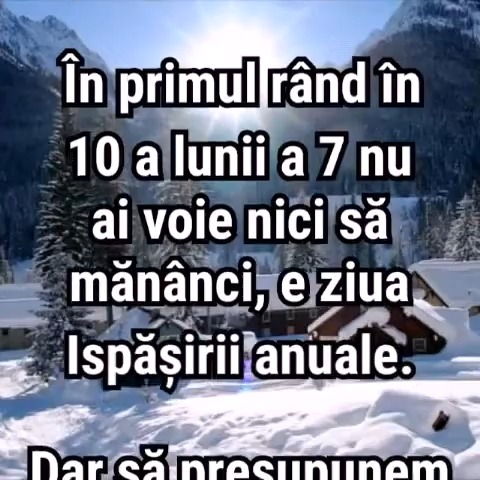 În primul rând în
10 a lunii a 7 nu
ai voie nici să
mănânci, e ziua
Ispășirii anuale.
Dar să presupunem